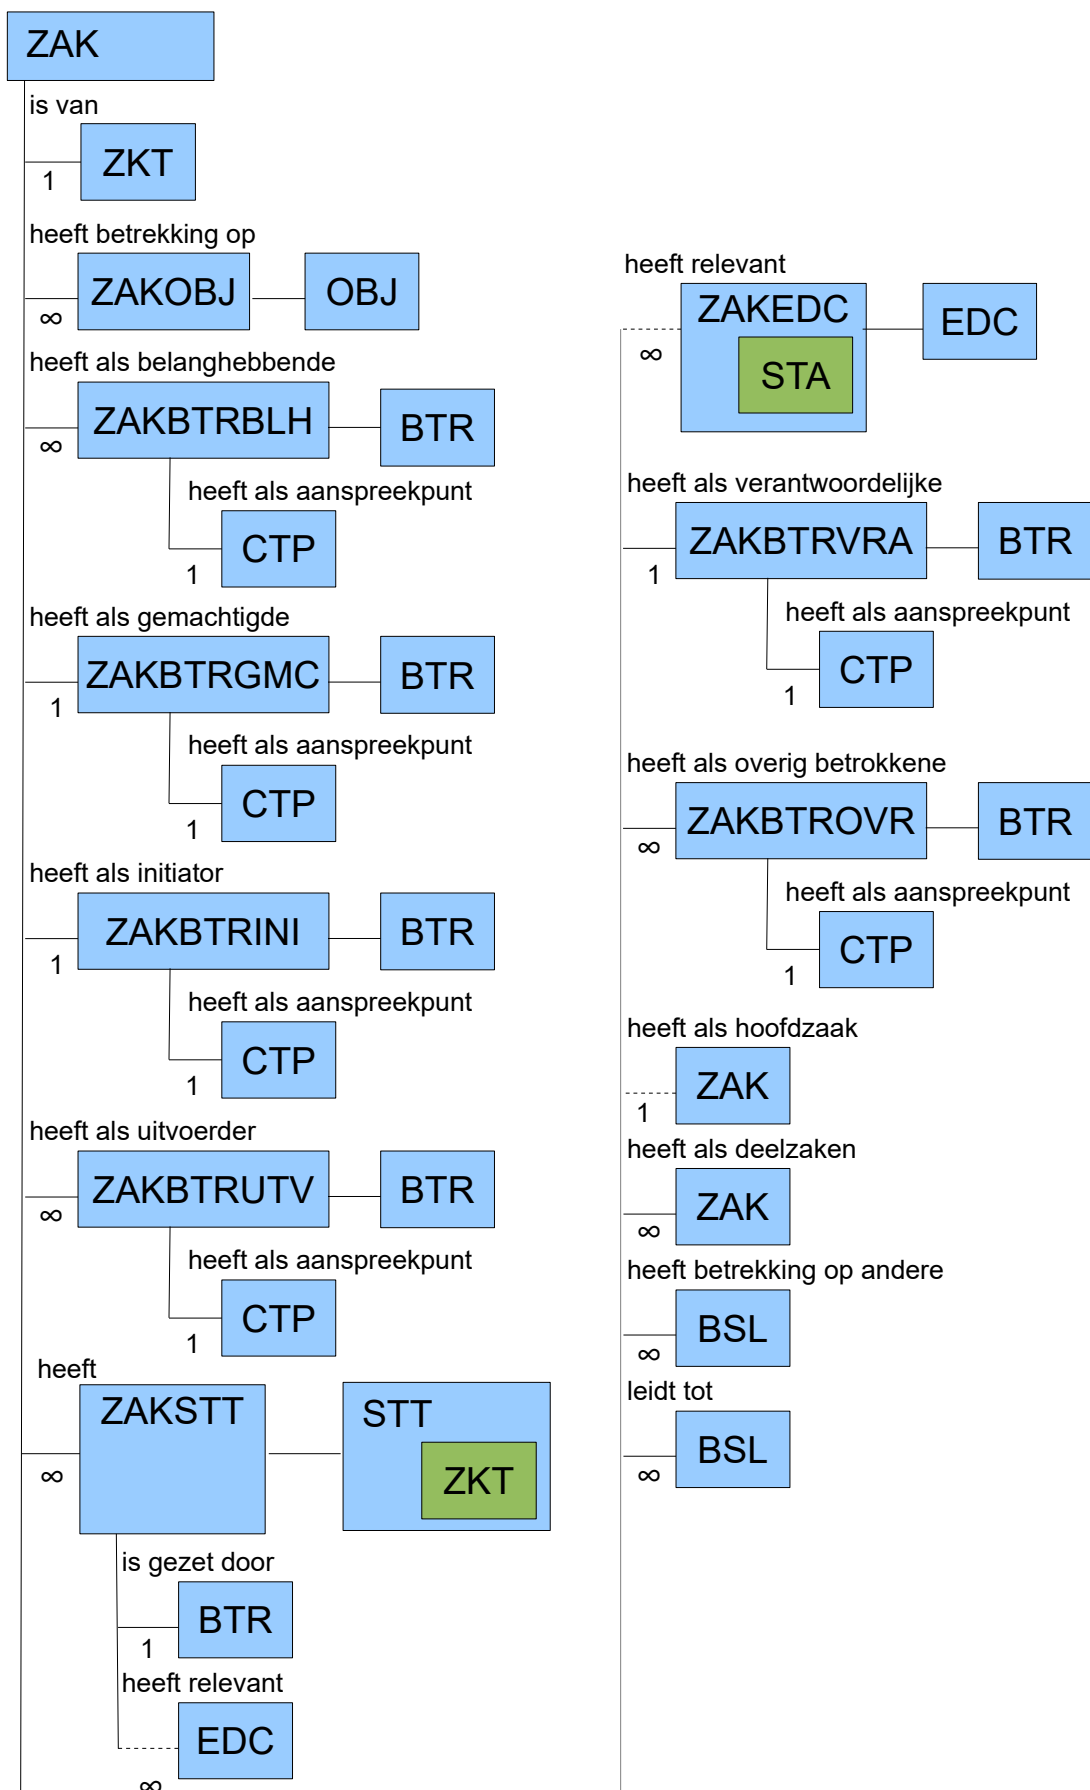 ZAK
is van
ZKT
1
heeft betrekking op
ZAKOBJ
OBJ
∞
heeft als belanghebbende
ZAKBTRBLH
BTR
∞
heeft als aanspreekpunt
CTP
1
heeft als gemachtigde
ZAKBTRGMC
BTR
1
heeft als aanspreekpunt
CTP
1
heeft als initiator
ZAKBTRINI
BTR
1
heeft als aanspreekpunt
CTP
1
heeft als uitvoerder
ZAKBTRUTV
BTR
∞
heeft als aanspreekpunt
CTP
1
heeft
ZAKSTT
STT
ZKT
∞
is gezet door
BTR
1
heeft relevant
EDC
∞
heeft relevant
ZAKEDC
EDC
∞
STA
heeft als verantwoordelijke
ZAKBTRVRA
BTR
1
heeft als aanspreekpunt
CTP
1
heeft als overig betrokkene
ZAKBTROVR
BTR
∞
heeft als aanspreekpunt
CTP
1
heeft als hoofdzaak
ZAK
1
heeft als deelzaken
ZAK
∞
heeft betrekking op andere
BSL
∞
leidt tot
BSL
∞